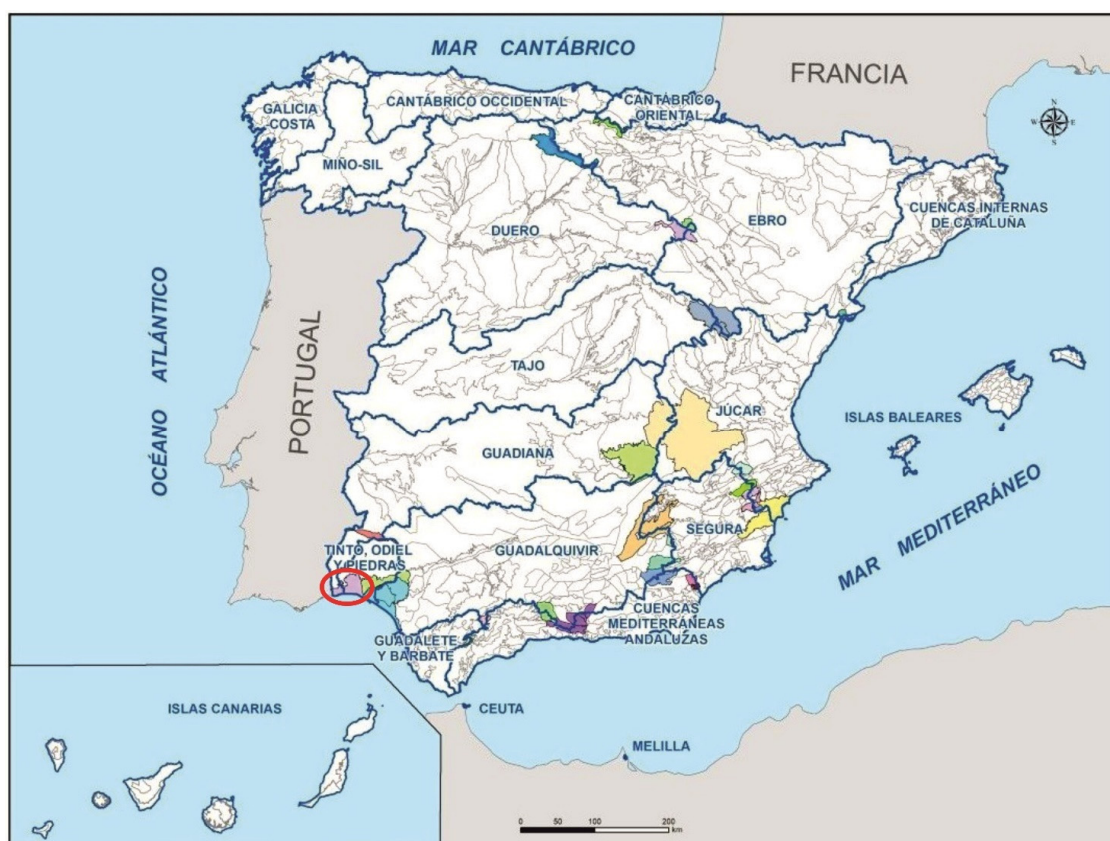 MAR CANTÁBRICO
FRANCIA
GALICIA
COSTA
CANTÁBRICO OCCIDENTAL
CANTÁBRICO
ORIENTAL
N
W
E
S
MIÑO-SIL
DUERO
EBRO
CUENCAS INTERNAS
DE CATALUÑA
OCÉANO ATLÁNTICO
PORTUGAL
TAJO
JÚCAR
ISLAS BALEARES
GUADIANA
MAR MEDITERRÁNEO
SEGURA
TINTO, ODIEL
Y PIEDRAS
GUADALQUIVIR
CUENCAS
MEDITERRÁNEAS
ANDALUZAS
GUADALETE
Y BARBATE
ISLAS CANARIAS
CEUTA
MELILLA
0 50 100 200
km